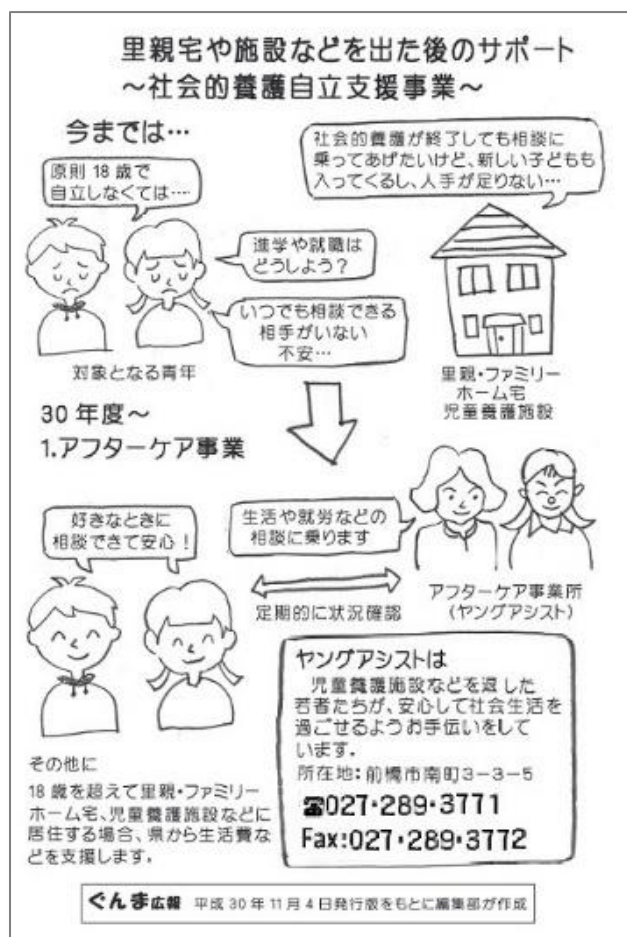 里親宅や施設などを出た後のサポート
~社会的養護自立支援事業~
今までは…
原則18歳で
自立しなくては‥‥
社会的養護が終了しても相談に
乗ってあげたいけど、新しい子どもも
入ってくるし、人手が足りない…
進学や就職は
どうしよう？
いつでも相談できる
相手がいない
不安…
対象となる青年
里親・ファミリー
ホーム宅
児童養護施設
30年度~
1.アフターケア事業
好きなときに
相談できて安心！
生活や就労などの
相談に乗ります
定期的に状況確認
アフターケア事業所
(ヤングアシスト)
ヤングアシストは
児童養護施設などを退した
若者たちが、安心して社会生活を
過ごせるようお手伝いをして
います。
所在地：前橋市南町3-3-5
☎027・289・3771
Fax:027・289・3772
その他に
18歳を超えて里親・ファミリー
ホーム宅、児童養護施設などに
居住する場合、県から生活費な
どを支援します。
ぐんま広報 平成30年11月4日発行版をもとに編集部が作成